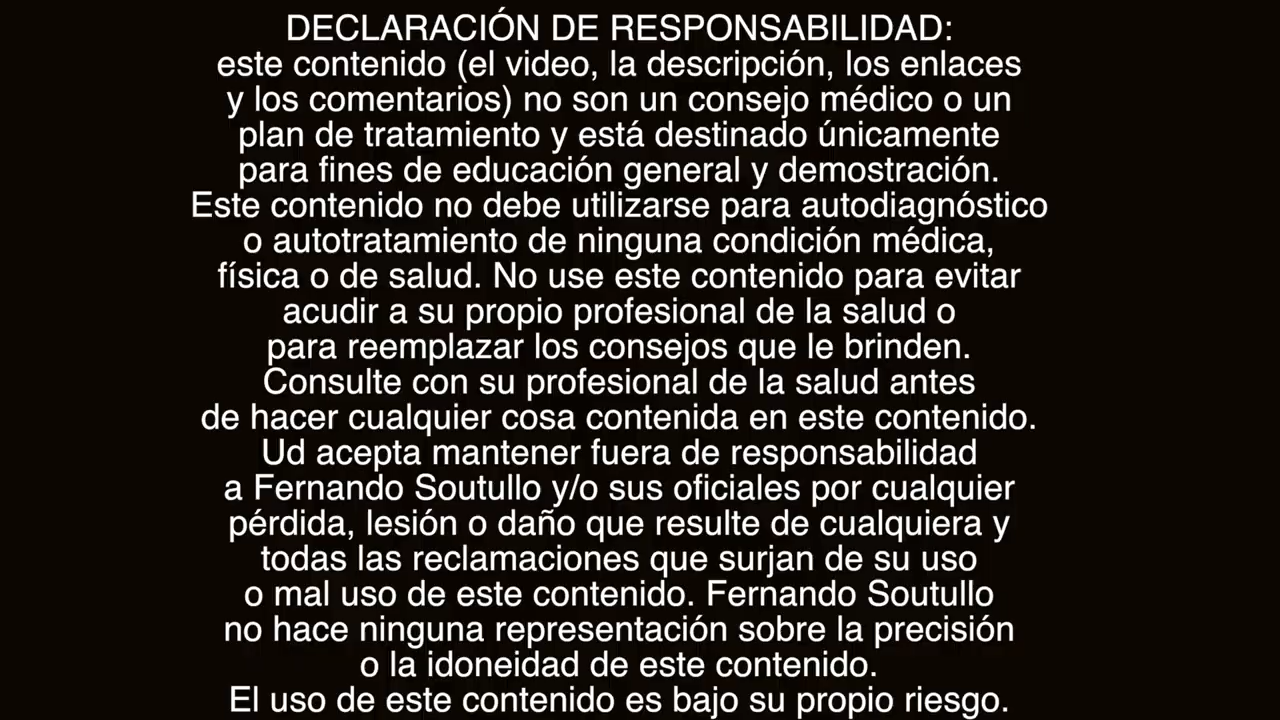 DECLARACIÓN DE RESPONSABILIDAD:
este contenido (el video, la descripción, los enlaces
y los comentarios) no son un consejo médico o un
plan de tratamiento y está destinado únicamente
para fines de educación general y demostración.
Este contenido no debe utilizarse para autodiagnóstico
o autotratamiento de ninguna condición médica,
física o de salud. No use este contenido para evitar
acudir a su propio profesional de la salud o
para reemplazar los consejos que le brinden.
Consulte con su profesional de la salud antes
de hacer cualquier cosa contenida en este contenido.
Ud acepta mantener fuera de responsabilidad
a Fernando Soutullo y/o sus oficiales por cualquier
pérdida, lesión o daño que resulte de cualquiera y
todas las reclamaciones que surjan de su uso
o mal uso de este contenido. Fernando Soutullo
no hace ninguna representación sobre la precisión
o la idoneidad de este contenido.
El uso de este contenido es bajo su propio riesgo.